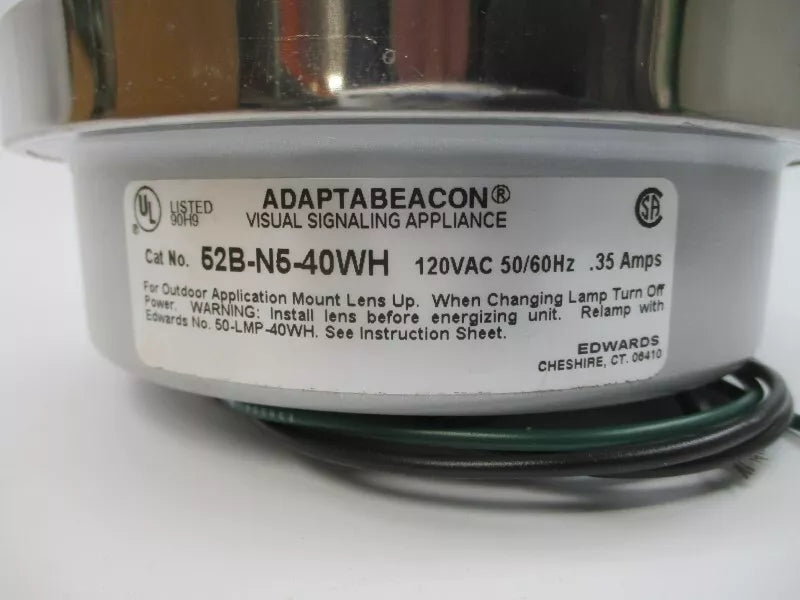 UL
®
LISTED
90H9
ADAPTABEACON®
VISUAL SIGNALING APPLIANCE
SA
Cat No. 52B-N5-40WH 120VAC 50/60Hz .35 Amps
For Outdoor Application Mount Lens Up. When Changing Lamp Turn Off
Power. WARNING: Install lens before energizing unit. Relamp with
Edwards No. 50-LMP-40WH. See Instruction Sheet.
EDWARDS
CHESHIRE, CT. 06410